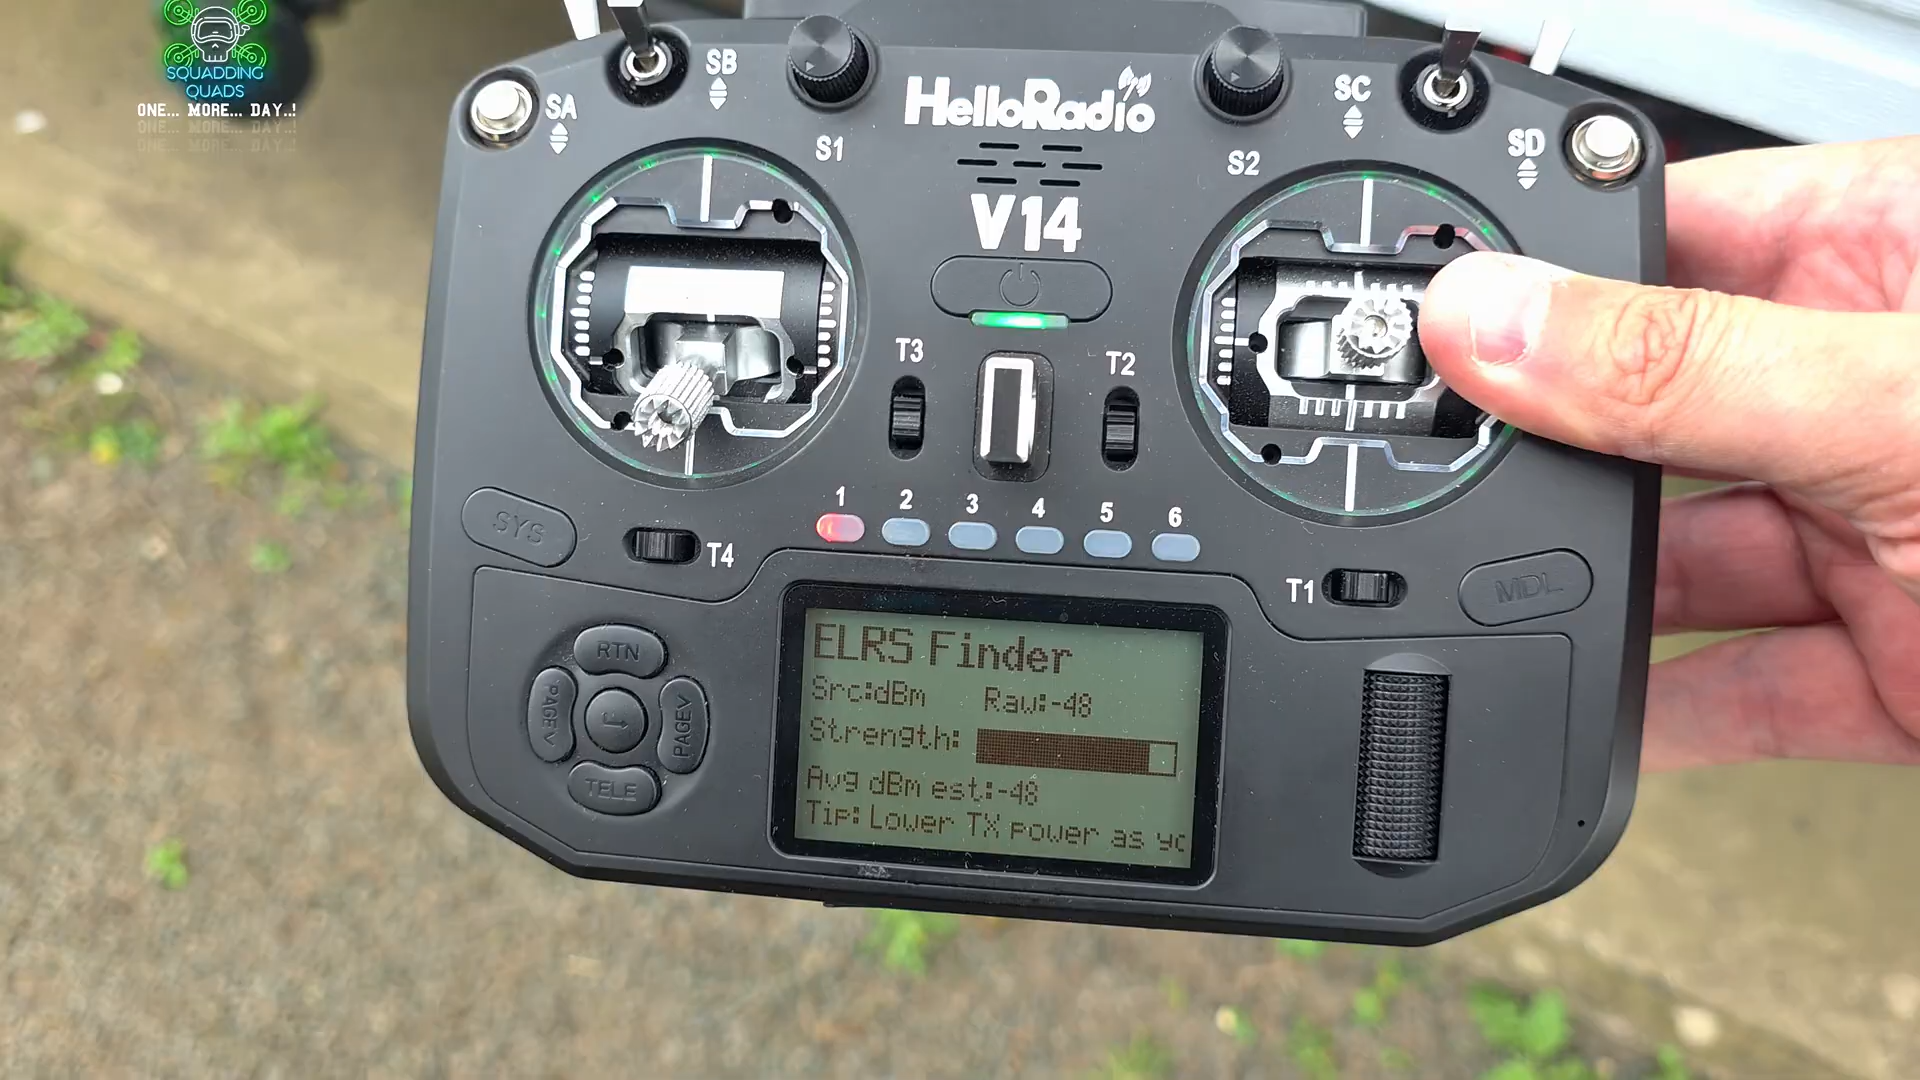 SQUADDING
QUADS
ONE... MORE... DAY..!
SA
SB
S1
HelloRadio
V14
S2
SC
SD
T3
T2
1 2 3 4 5 6
SYS
T4
T1
MDL
RTN
PAGE
PAGE
TELE
ELRS Finder
Src:dBm Raw:-48
Strength:
Avg dBm est:-48
Tip: Lower TX power as yo